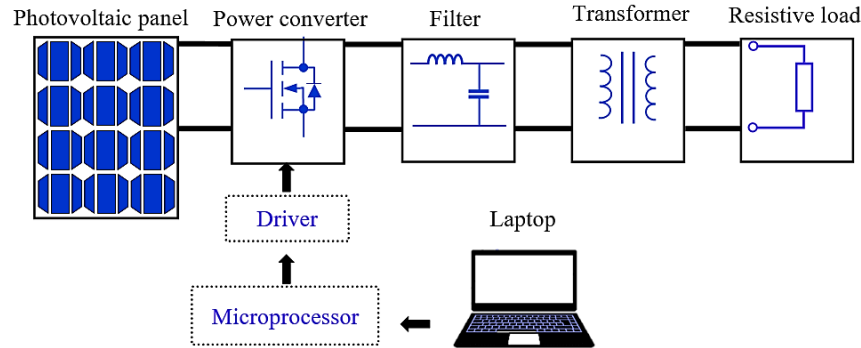 Photovoltaic panel
Power converter
Filter
Transformer
Resistive load
Driver
Laptop
Microprocessor